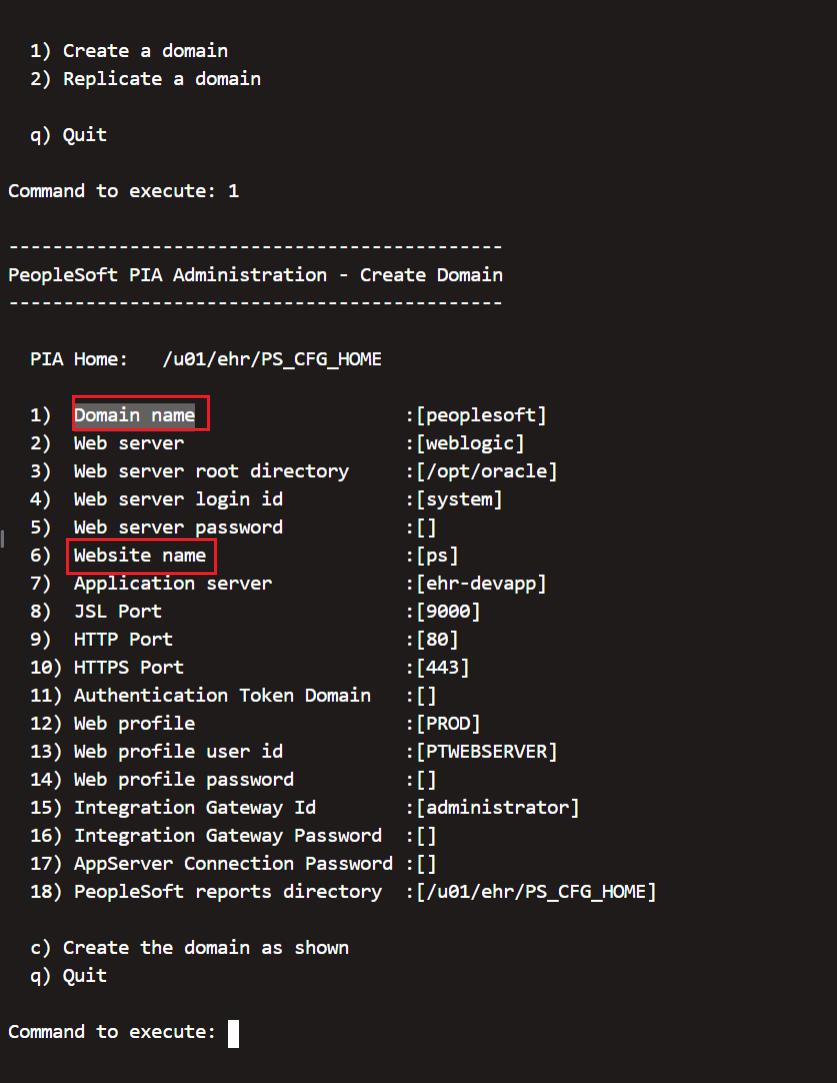 1) Create a domain
2) Replicate a domain
q) Quit
Command to execute: 1
---------------------------------------------
PeopleSoft PIA Administration - Create Domain
---------------------------------------------
PIA Home:   /u01/ehr/PS_CFG_HOME
1)  Domain name                   :[peoplesoft]
2)  Web server                    :[weblogic]
3)  Web server root directory     :[/opt/oracle]
4)  Web server login id           :[system]
5)  Web server password           :[]
6)  Website name                  :[ps]
7)  Application server            :[ehr-devapp]
8)  JSL Port                      :[9000]
9)  HTTP Port                     :[80]
10) HTTPS Port                    :[443]
11) Authentication Token Domain   :[]
12) Web profile                   :[PROD]
13) Web profile user id           :[PTWEBSERVER]
14) Web profile password          :[]
15) Integration Gateway Id        :[administrator]
16) Integration Gateway Password  :[]
17) AppServer Connection Password :[]
18) PeopleSoft reports directory  :[/u01/ehr/PS_CFG_HOME]
c) Create the domain as shown
q) Quit
Command to execute: